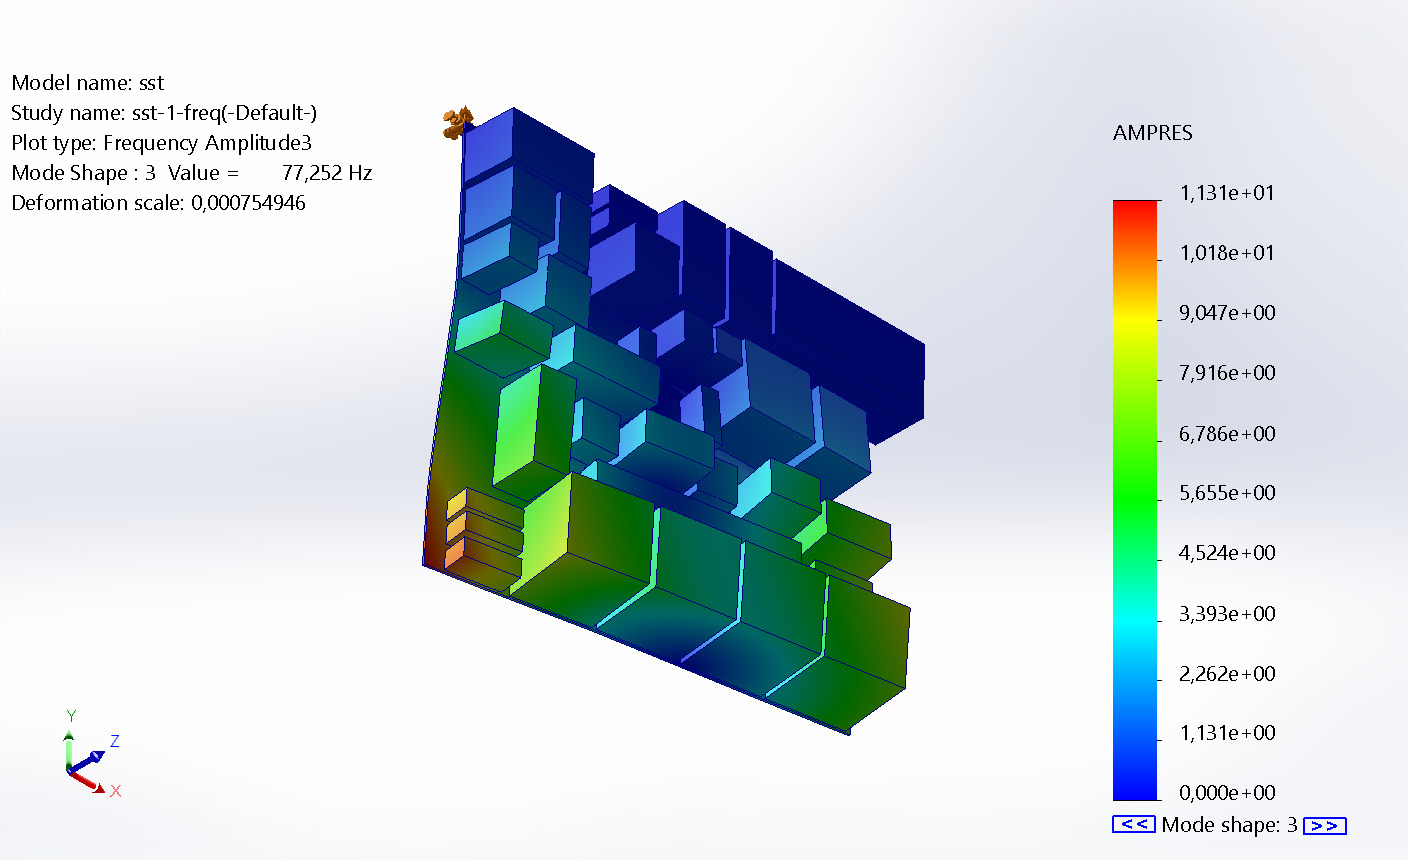 Model name: sst
Study name: sst-1-freq(-Default-)
Plot type: Frequency Amplitude3
Mode Shape : 3 Value = 77,252 Hz
Deformation scale: 0,000754946
AMPRES
1,131e+01
1,018e+01
9,047e+00
7,916e+00
6,786e+00
5,655e+00
4,524e+00
3,393e+00
2,262e+00
1,131e+00
0,000e+00
<< Mode shape: 3 >>
Y
Z
X